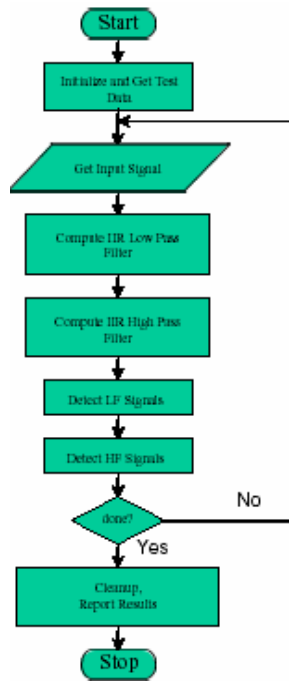 Start
Initialize and Get Test
Data
Get Input Signal
Compute IIR Low Pass
Filter
Compute IIR High Pass
Filter
Detect LF Signals
Detect HF Signals
done?
No
Yes
Cleanup,
Report Results
Stop